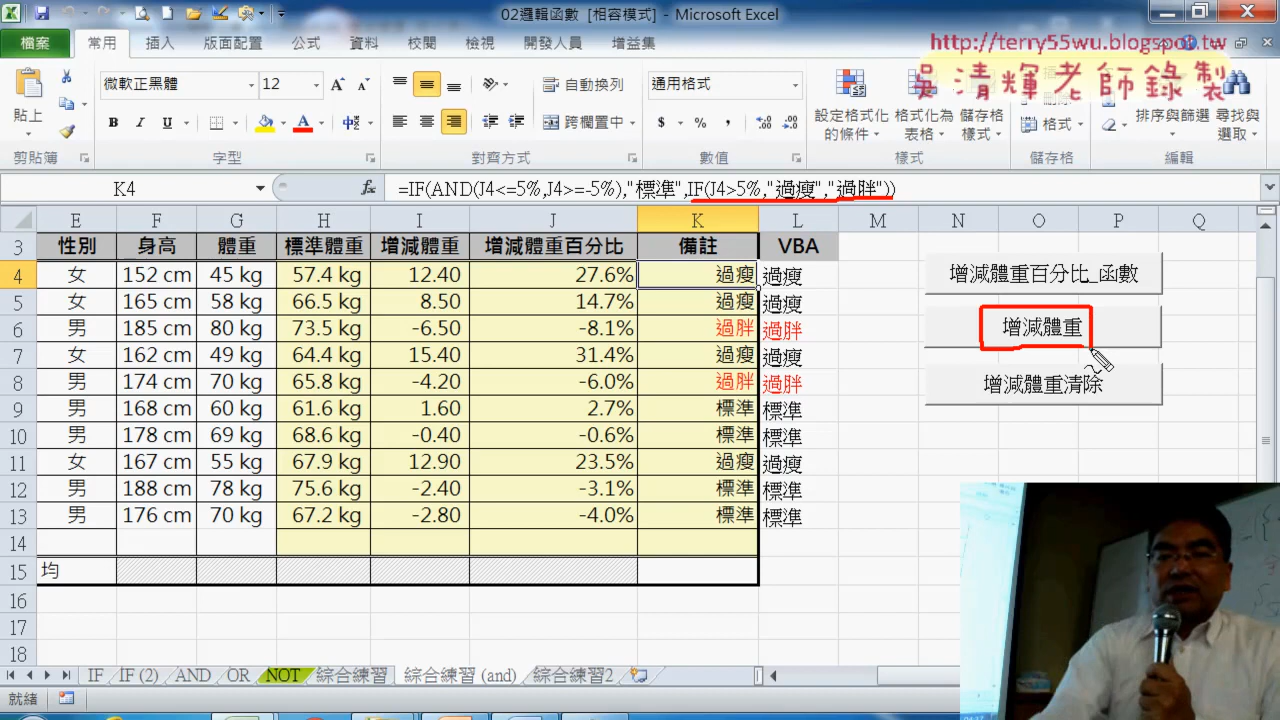 02邏輯函數 [相容模式] - Microsoft Excel
檔案 常用 插入 版面配置 公式 資料 校閱 檢視 開發人員 增益集
http://terry55wu.blogspot.tw
吳清輝老師錄製
貼上
微軟正黑體 12
自動換列
跨欄置中
通用格式
設定格式化的條件
格式化為表格
儲存格樣式
格式
排序與篩選
尋找與選取
剪貼簿 字型 對齊方式 數值 樣式 儲存格 編輯
K4 fx =IF(AND(J4<=5%,J4>=-5%),"標準",IF(J4>5%,"過瘦","過胖"))
E F G H I J K L M N O P Q
3 性別 身高 體重 標準體重 增減體重 增減體重百分比 備註 VBA
4 女 152 cm 45 kg 57.4 kg 12.40 27.6% 過瘦 過瘦
5 女 165 cm 58 kg 66.5 kg 8.50 14.7% 過瘦 過瘦
6 男 185 cm 80 kg 73.5 kg -6.50 -8.1% 過胖 過胖
7 女 162 cm 49 kg 64.4 kg 15.40 31.4% 過瘦 過瘦
8 男 174 cm 70 kg 65.8 kg -4.20 -6.0% 過胖 過胖
9 男 168 cm 60 kg 61.6 kg 1.60 2.7% 標準 標準
10 男 178 cm 69 kg 68.6 kg -0.40 -0.6% 標準 標準
11 女 167 cm 55 kg 67.9 kg 12.90 23.5% 過瘦 過瘦
12 男 188 cm 78 kg 75.6 kg -2.40 -3.1% 標準 標準
13 男 176 cm 70 kg 67.2 kg -2.80 -4.0% 標準 標準
14
15 均
16
17
18
增減體重百分比_函數
增減體重
增減體重清除
IF IF (2) AND OR NOT 綜合練習 綜合練習 (and) 綜合練習2
就緒